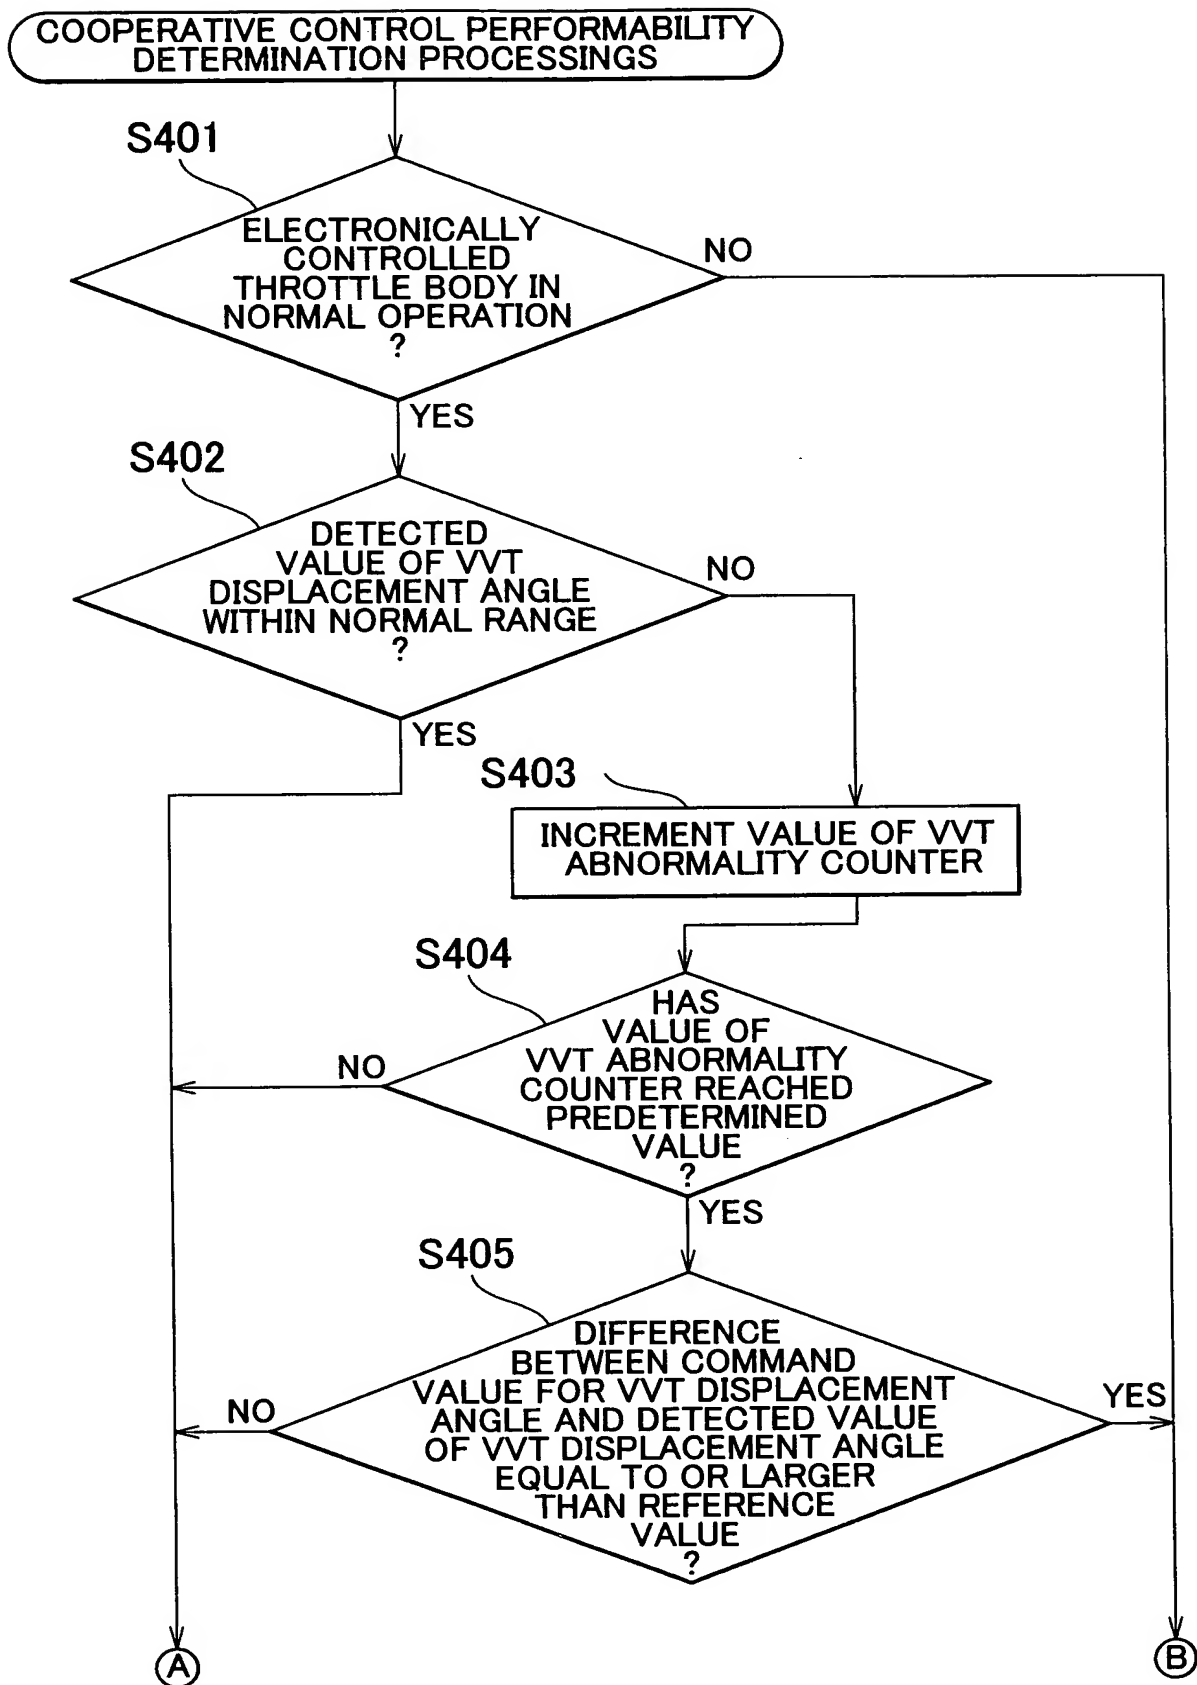 COOPERATIVE CONTROL PERFORMABILITY
DETERMINATION PROCESSINGS
S401
ELECTRONICALLY
CONTROLLED
THROTTLE BODY IN
NORMAL OPERATION
?
NO
YES
S402
DETECTED
VALUE OF VVT
DISPLACEMENT ANGLE
WITHIN NORMAL RANGE
?
NO
YES
S403
INCREMENT VALUE OF VVT
ABNORMALITY COUNTER
S404
HAS
VALUE OF
VVT ABNORMALITY
COUNTER REACHED
PREDETERMINED
VALUE
?
NO
YES
S405
DIFFERENCE
BETWEEN COMMAND
VALUE FOR VVT DISPLACEMENT
ANGLE AND DETECTED VALUE
OF VVT DISPLACEMENT ANGLE
EQUAL TO OR LARGER
THAN REFERENCE
VALUE
?
NO
YES
A
B